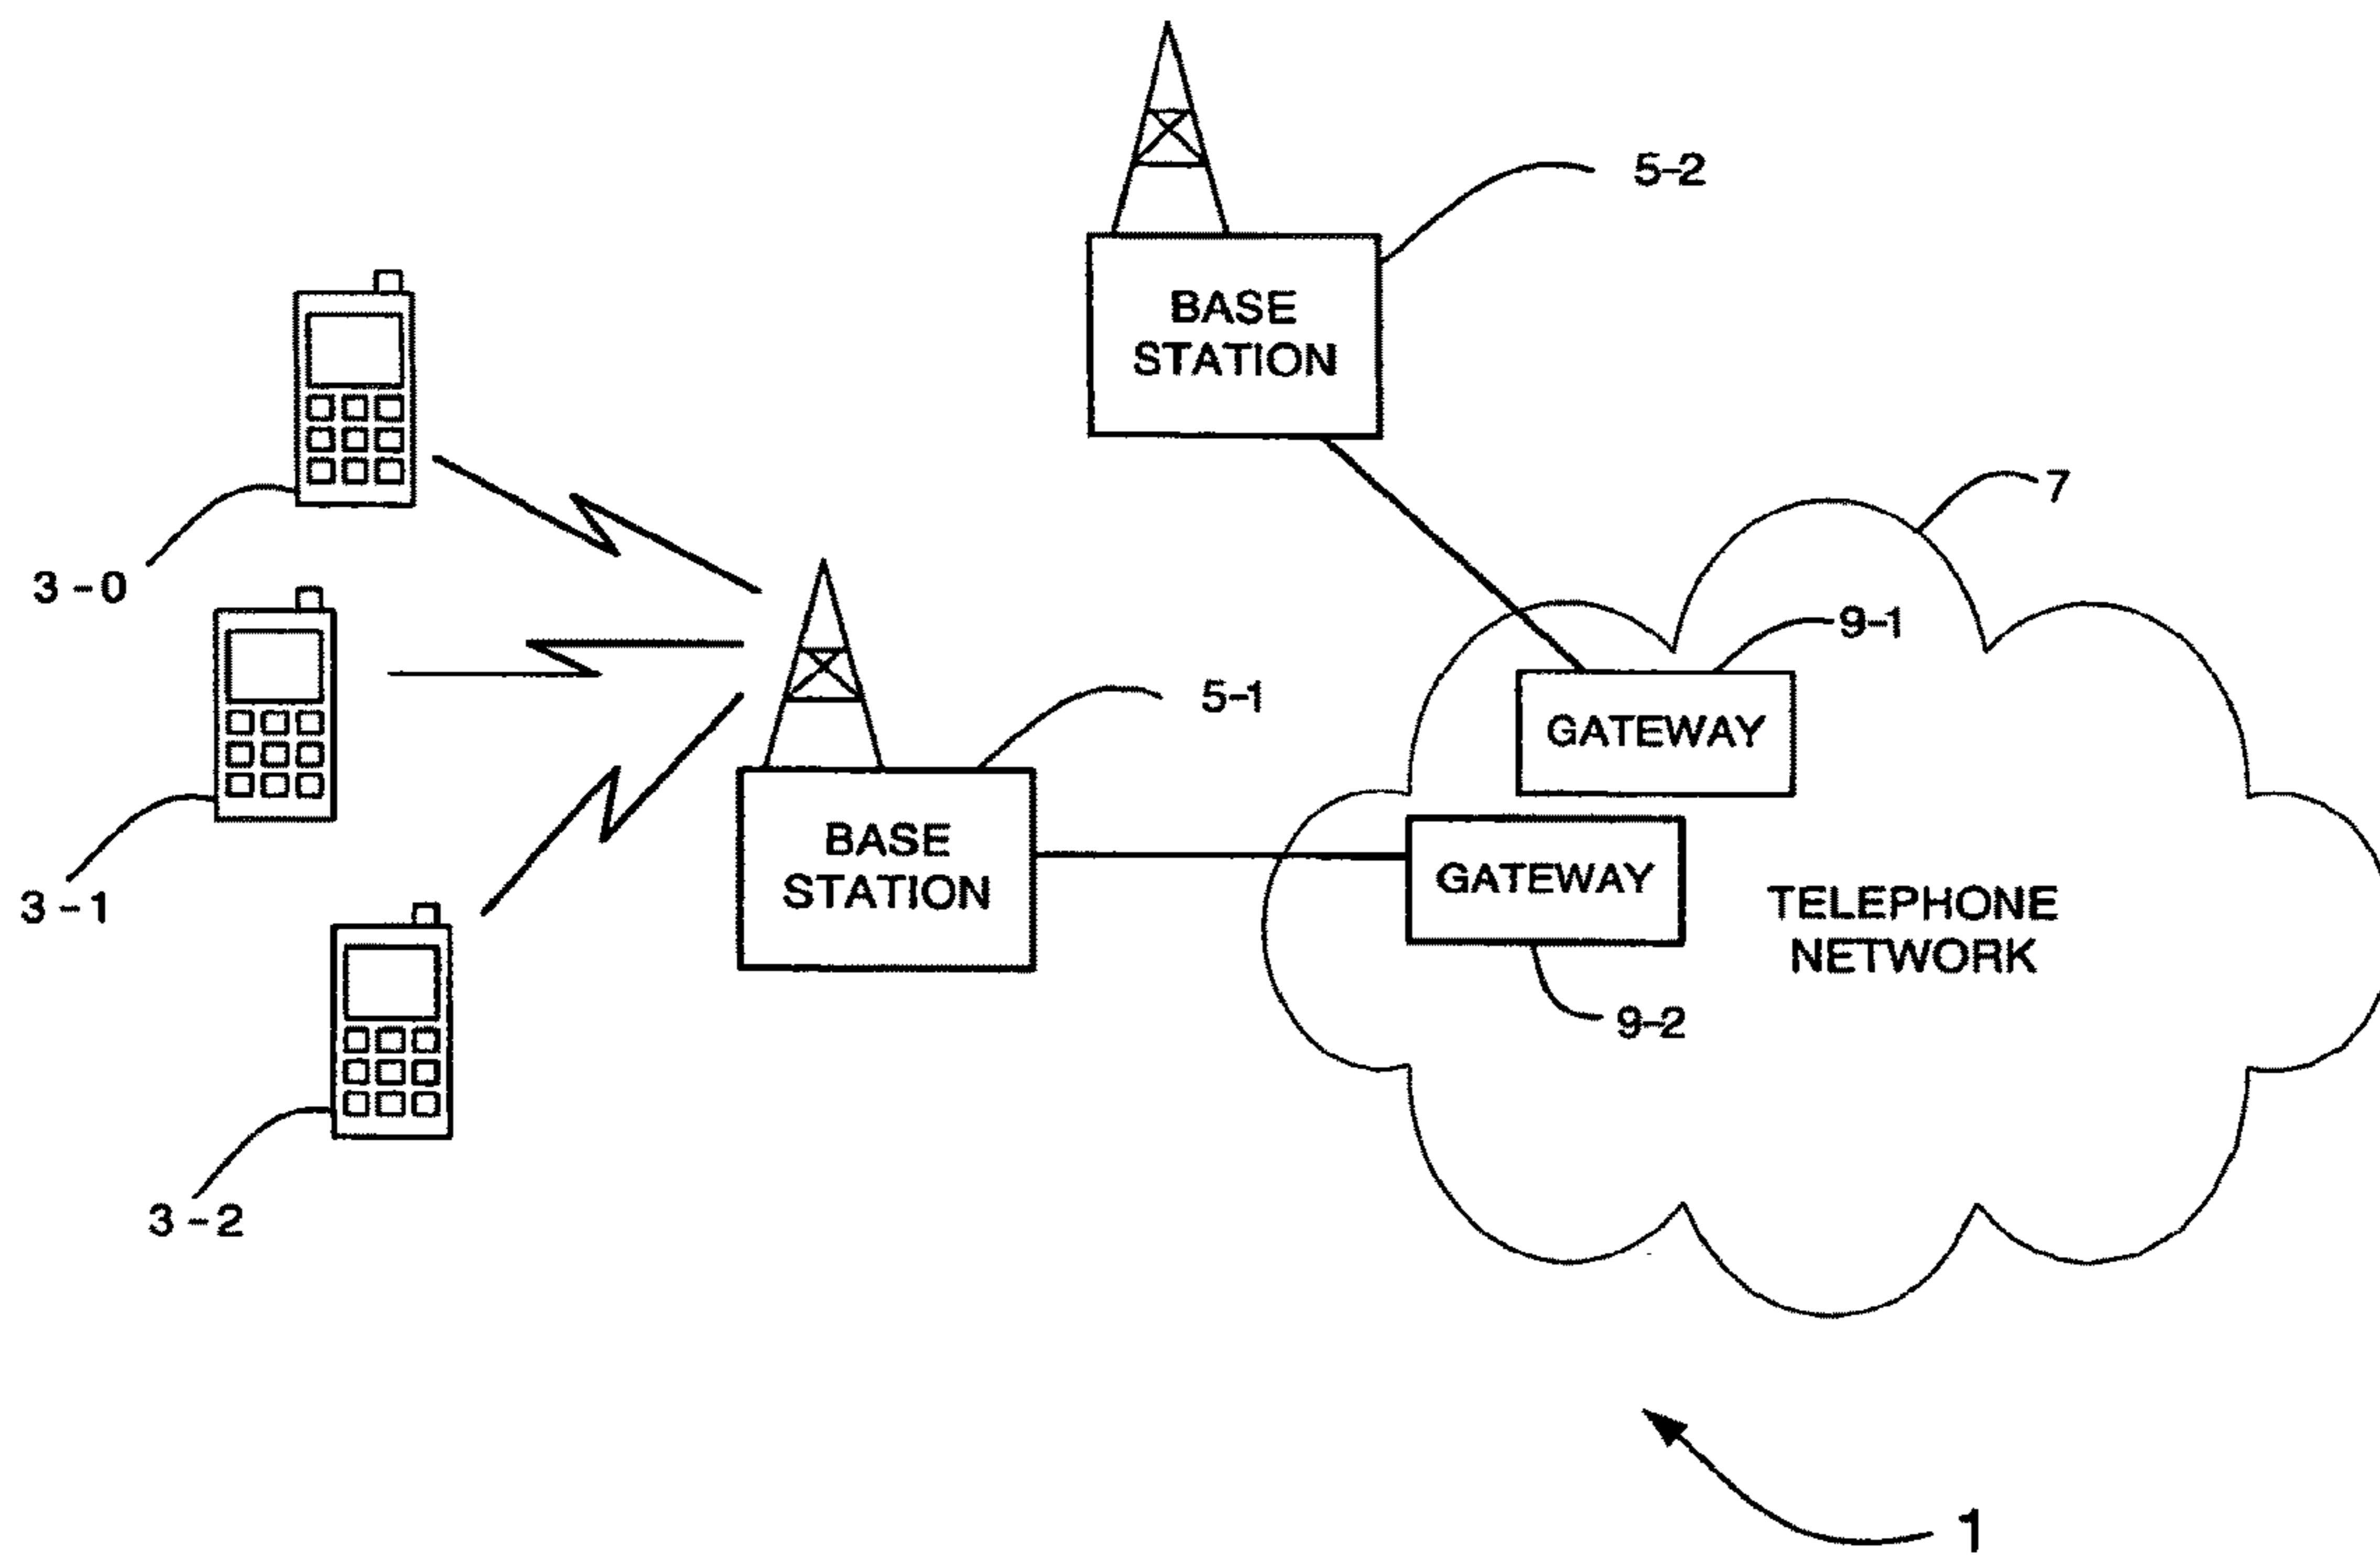 5-2
BASE
STATION
7
3-0
9-1
5-1
GATEWAY
BASE
STATION
GATEWAY
TELEPHONE
NETWORK
3-1
9-2
3-2
1